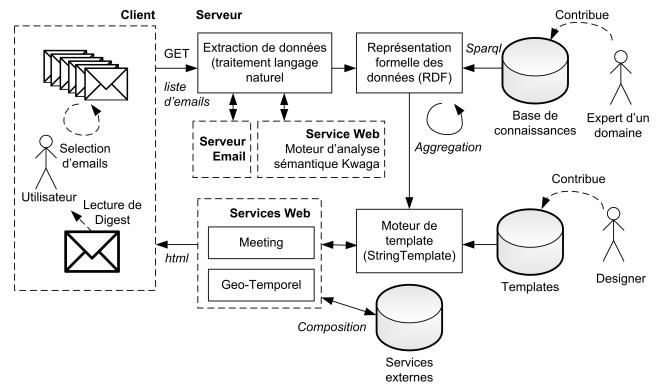 Client
Serveur
GET
liste
d'emails
Selection
d'emails
Utilisateur
Lecture de
Digest
html
Extraction de données
(traitement langage
naturel
Serveur
Email
Service Web
Moteur d'analyse
sémantique Kwaga
Représentation
formelle des
données (RDF)
Sparql
Aggregation
Base de
connaissances
Contribue
Expert d'un
domaine
Services Web
Meeting
Geo-Temporel
Moteur de
template
(StringTemplate)
Templates
Contribue
Designer
Composition
Services
externes